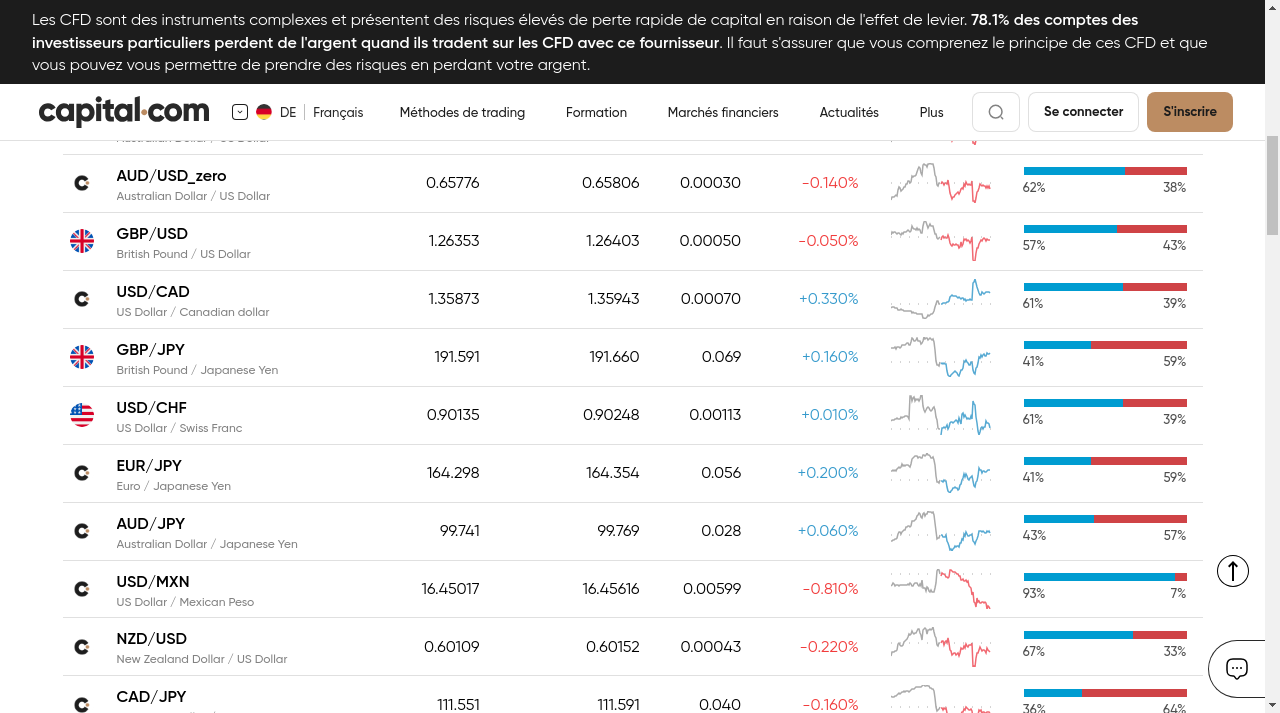 Les CFD sont des instruments complexes et présentent des risques élevés de perte rapide de capital en raison de l'effet de levier. 78.1% des comptes des
investisseurs particuliers perdent de l'argent quand ils tradent sur les CFD avec ce fournisseur. Il faut s'assurer que vous comprenez le principe de ces CFD et que
vous pouvez vous permettre de prendre des risques en perdant votre argent.
capital.com DE Français Méthodes de trading Formation Marchés financiers Actualités Plus Se connecter S'inscrire
Australian Dollar / US Dollar
AUD/USD_zero 0.65776 0.65806 0.00030 -0.140%
Australian Dollar / US Dollar 62% 38%
GBP/USD 1.26353 1.26403 0.00050 -0.050%
British Pound / US Dollar 57% 43%
USD/CAD 1.35873 1.35943 0.00070 +0.330%
US Dollar / Canadian dollar 61% 39%
GBP/JPY 191.591 191.660 0.069 +0.160%
British Pound / Japanese Yen 41% 59%
USD/CHF 0.90135 0.90248 0.00113 +0.010%
US Dollar / Swiss Franc 61% 39%
EUR/JPY 164.298 164.354 0.056 +0.200%
Euro / Japanese Yen 41% 59%
AUD/JPY 99.741 99.769 0.028 +0.060%
Australian Dollar / Japanese Yen 43% 57%
USD/MXN 16.45017 16.45616 0.00599 -0.810%
US Dollar / Mexican Peso 93% 7%
NZD/USD 0.60109 0.60152 0.00043 -0.220%
New Zealand Dollar / US Dollar 67% 33%
CAD/JPY 111.551 111.591 0.040 -0.160%
36% 64%